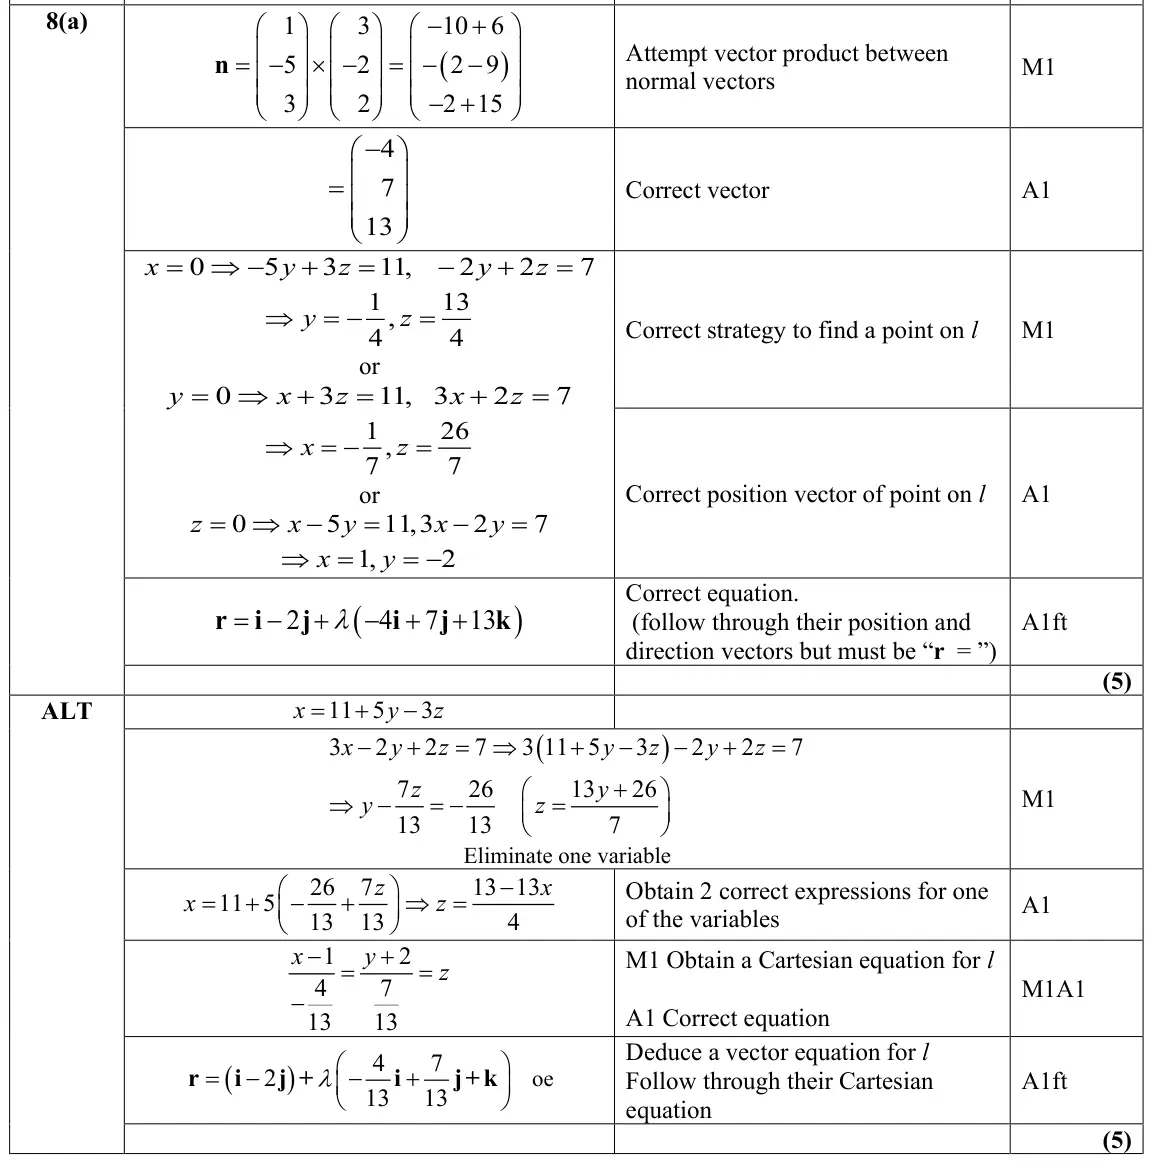 8(a)
n = ( 1 −5 3 ) × ( 3 −2 2 ) = ( −10 + 6 −(2 − 9) −2 + 15 )
Attempt vector product between
normal vectors
M1
= ( −4 7 13 )
Correct vector
A1
x = 0 ⇒ −5y + 3z = 11, −2y + 2z = 7
⇒ y = −1/4, z = 13/4
or
y = 0 ⇒ x + 3z = 11, 3x + 2z = 7
Correct strategy to find a point on l
M1
⇒ x = −1/7, z = 26/7
or
z = 0 ⇒ x − 5y = 11, 3x − 2y = 7
⇒ x = 1, y = −2
Correct position vector of point on l
A1
r = i − 2j + λ(−4i + 7j + 13k)
Correct equation.
(follow through their position and
direction vectors but must be “r = ”)
A1ft
(5)
ALT
x = 11 + 5y − 3z
3x − 2y + 2z = 7 ⇒ 3(11 + 5y − 3z) − 2y + 2z = 7
⇒ y − 7z/13 = −26/13 ( z = (13y + 26)/7 )
Eliminate one variable
M1
x = 11 + 5( −26/13 + 7z/13 ) ⇒ z = (13 − 13x)/4
Obtain 2 correct expressions for one
of the variables
A1
(x − 1)/(−4/13) = (y + 2)/(7/13) = z
M1 Obtain a Cartesian equation for l
A1 Correct equation
M1A1
r = (i − 2j) + λ( −4/13 i + 7/13 j + k ) oe
Deduce a vector equation for l
Follow through their Cartesian
equation
A1ft
(5)